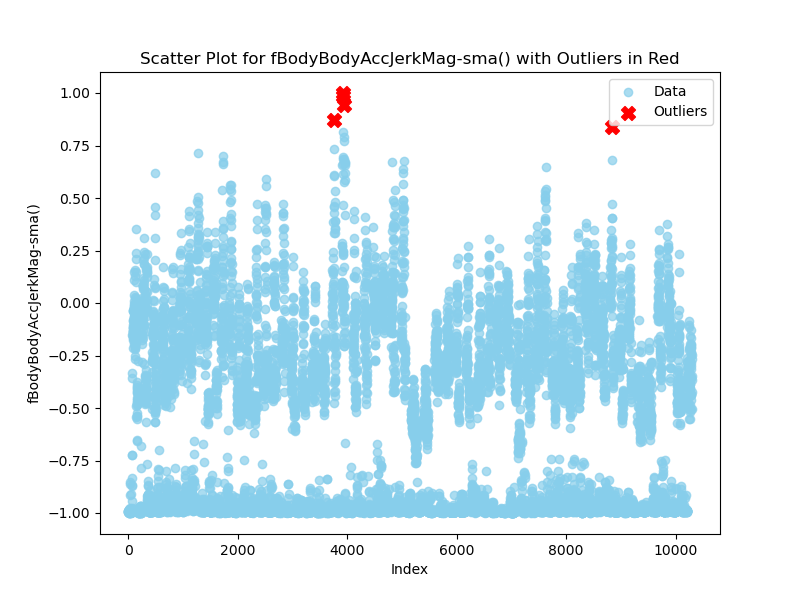 Scatter Plot for fBodyBodyAccJerkMag-sma() with Outliers in Red
Data
Outliers
fBodyBodyAccJerkMag-sma()
1.00
0.75
0.50
0.25
0.00
−0.25
−0.50
−0.75
−1.00
0 2000 4000 6000 8000 10000
Index